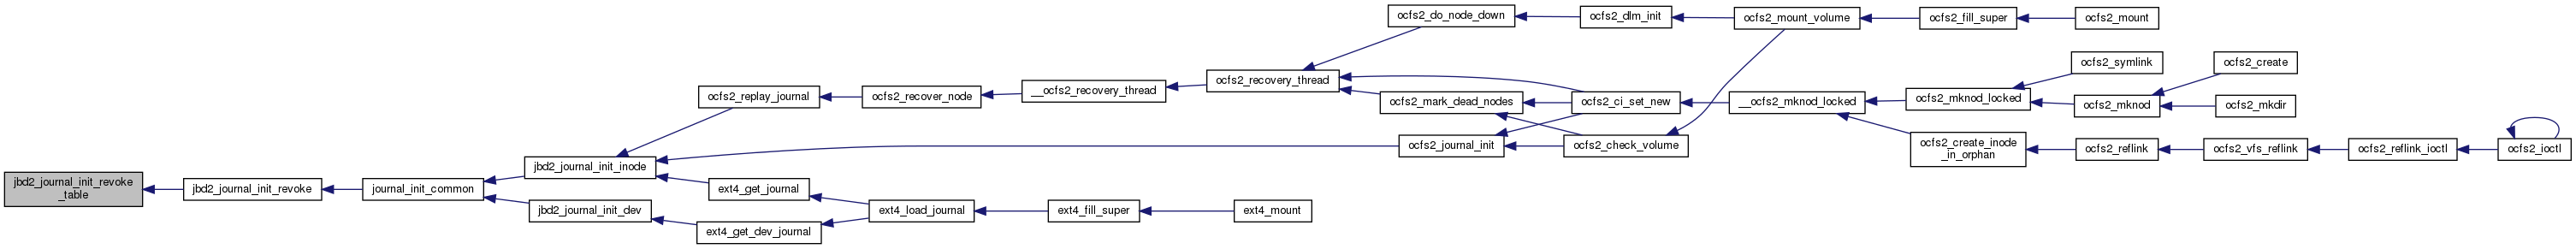 jbd2_journal_init_revoke
_table
jbd2_journal_init_revoke
journal_init_common
jbd2_journal_init_inode
jbd2_journal_init_dev
ocfs2_replay_journal
ocfs2_recover_node
__ocfs2_recovery_thread
ocfs2_recovery_thread
ocfs2_do_node_down
ocfs2_dlm_init
ocfs2_mount_volume
ocfs2_fill_super
ocfs2_mount
ocfs2_mark_dead_nodes
ocfs2_ci_set_new
ocfs2_journal_init
ocfs2_check_volume
__ocfs2_mknod_locked
ocfs2_mknod_locked
ocfs2_symlink
ocfs2_mknod
ocfs2_create
ocfs2_mkdir
ocfs2_create_inode
_in_orphan
ocfs2_reflink
ocfs2_vfs_reflink
ocfs2_reflink_ioctl
ocfs2_ioctl
ext4_get_journal
ext4_get_dev_journal
ext4_load_journal
ext4_fill_super
ext4_mount